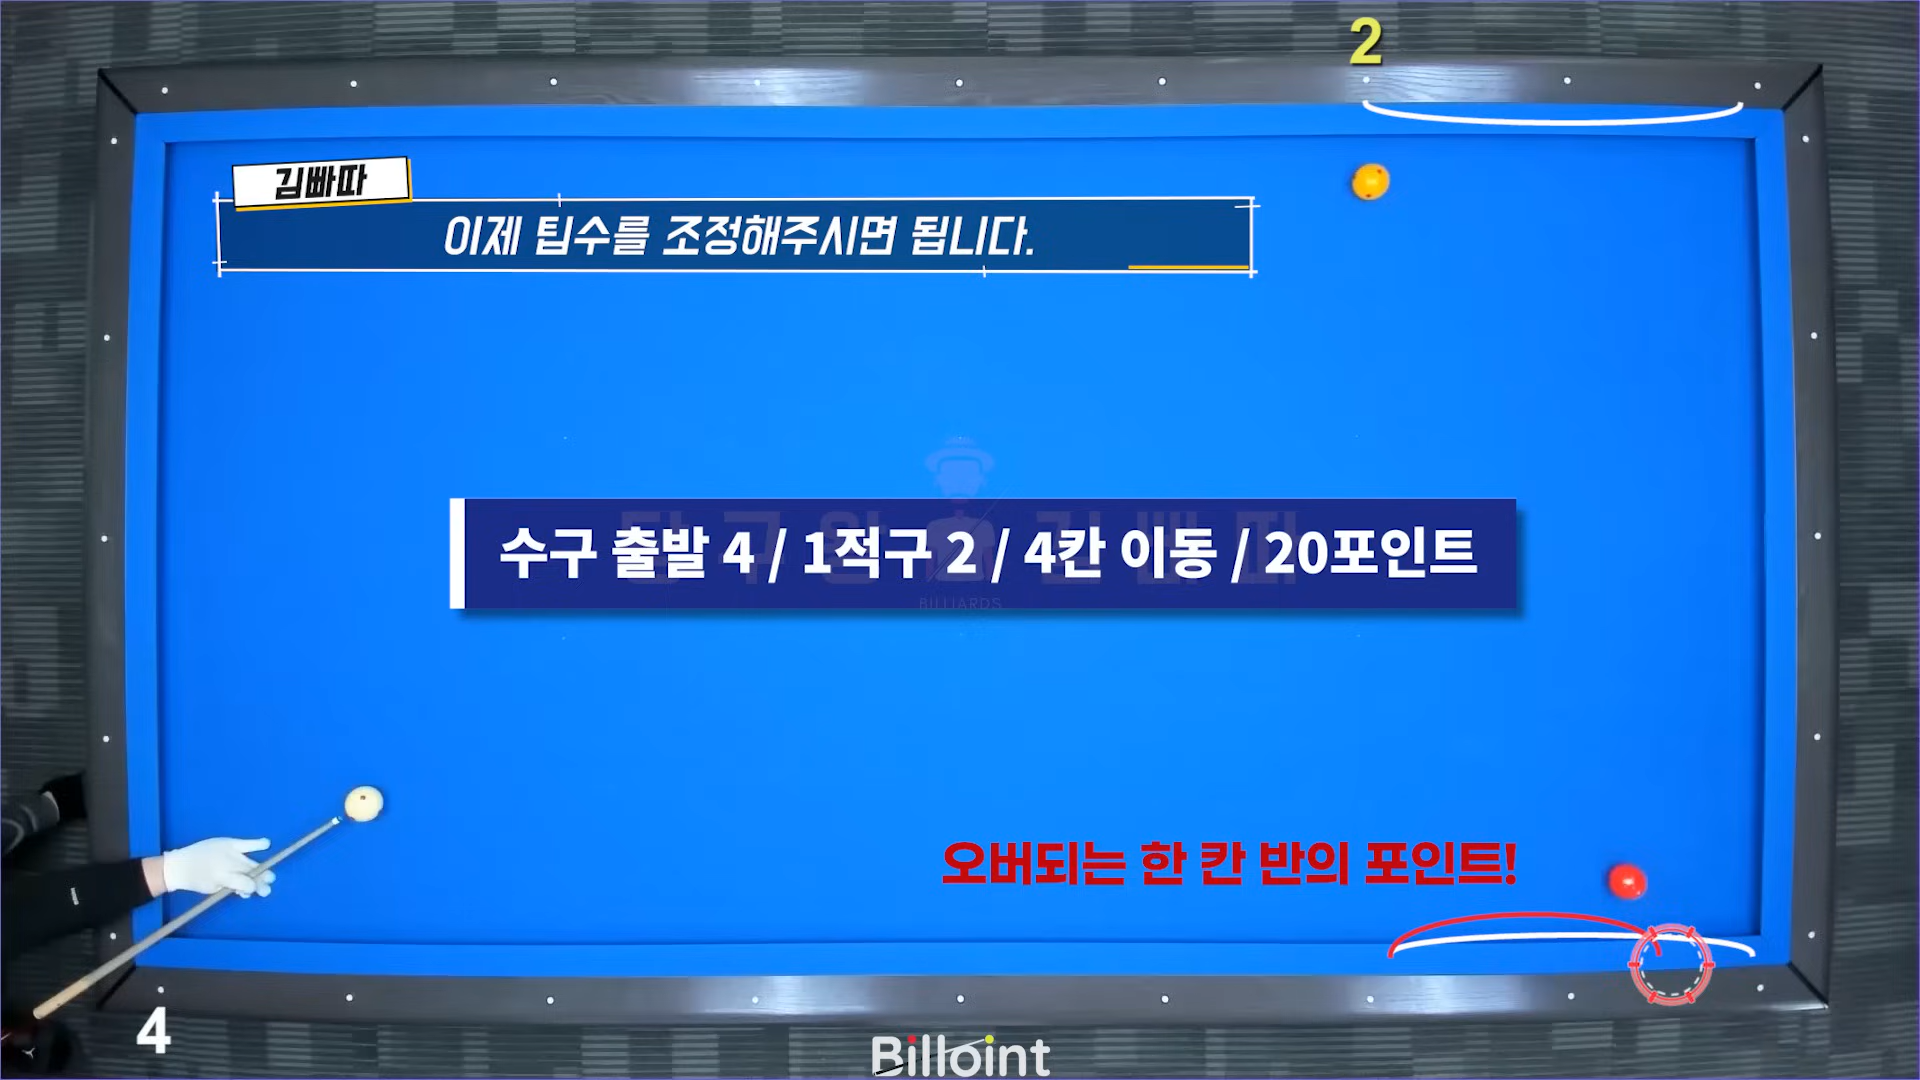 2
김빠따
이제 팁수를 조정해주시면 됩니다.
수구 출발 4 / 1적구 2 / 4칸 이동 / 20포인트
BILLIARDS
오버되는 한 칸 반의 포인트!
4
Billoint